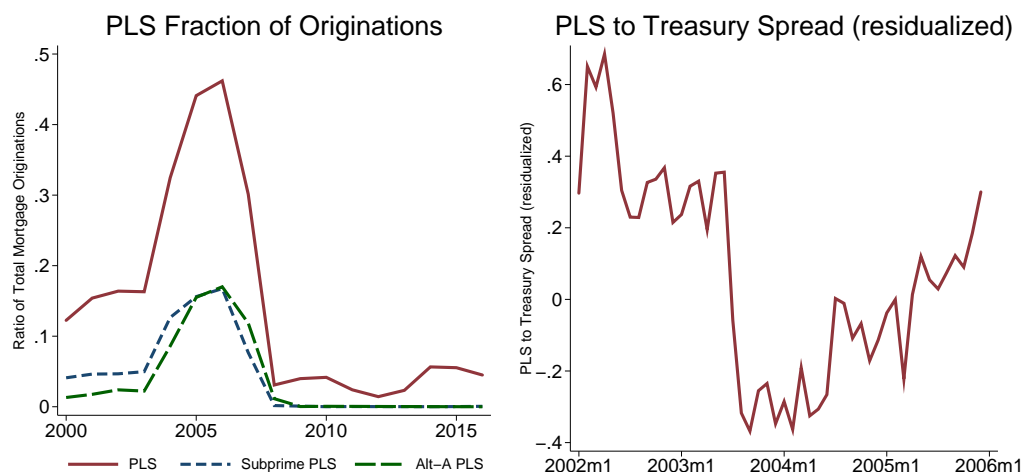 PLS Fraction of Originations
Ratio of Total Mortgage Originations
.5
.4
.3
.2
.1
0
2000 2005 2010 2015
PLS Subprime PLS Alt−A PLS
PLS to Treasury Spread (residualized)
PLS to Treasury Spread (residualized)
.6
.4
.2
0
−.2
−.4
2002m1 2003m1 2004m1 2005m1 2006m1